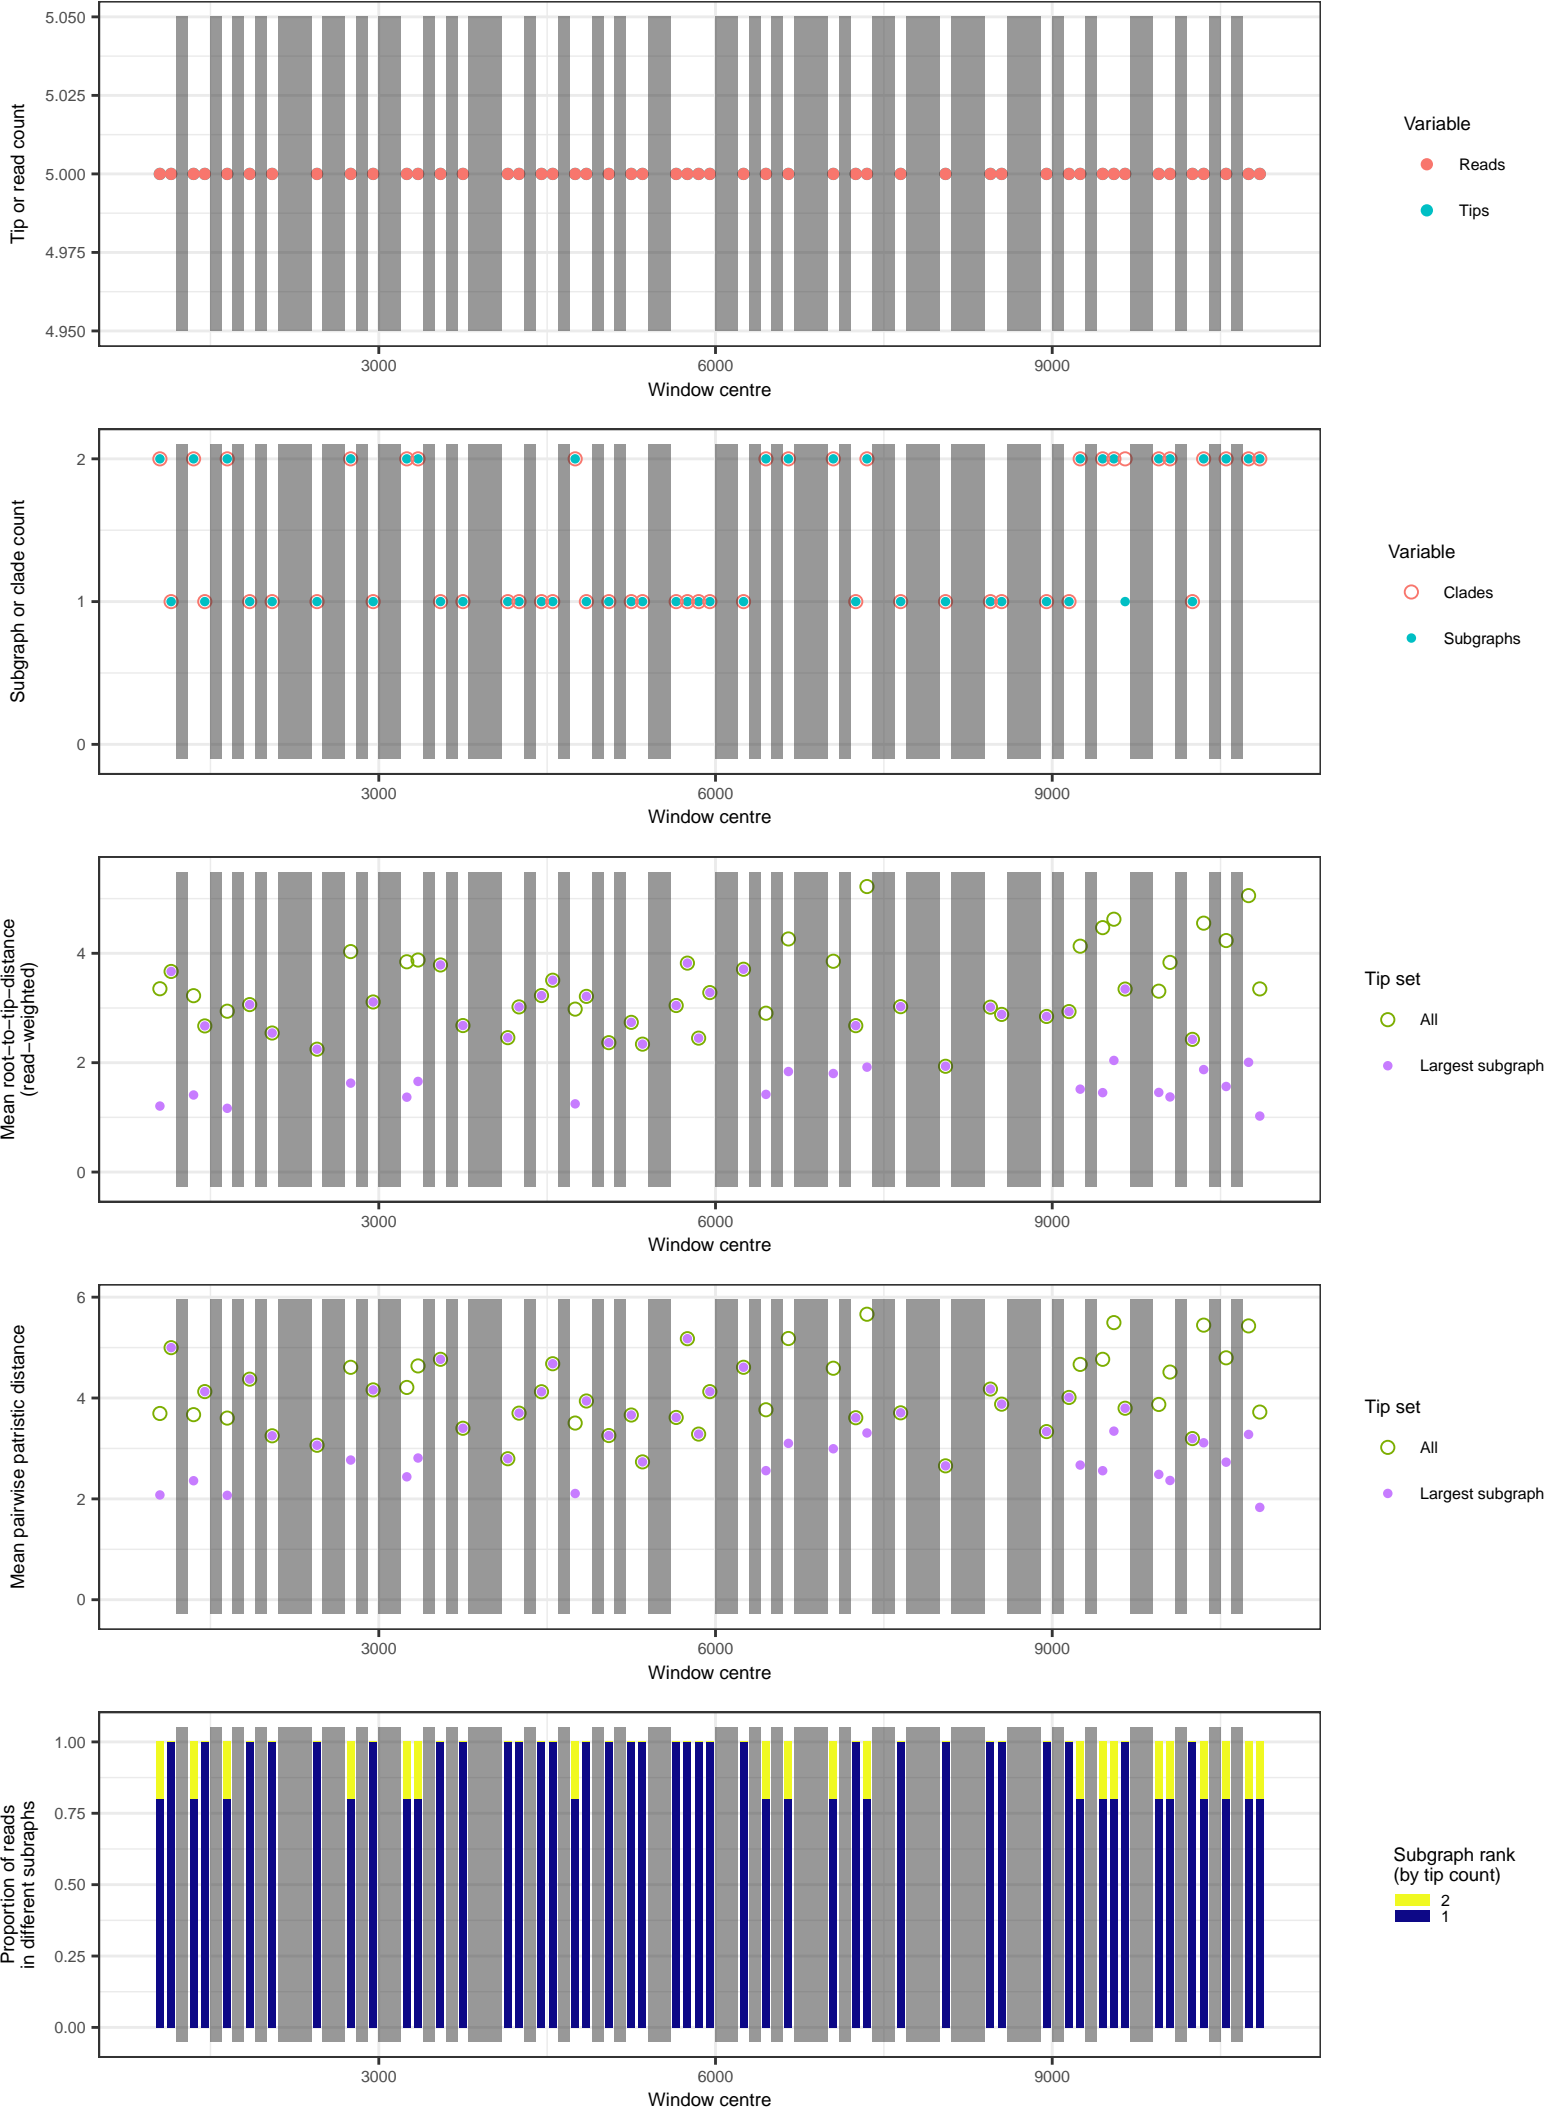 5.050
5.025
5.000
4.975
4.950
Tip or read count
3000 6000 9000
Window centre
Variable
Reads
Tips
2
1
0
Subgraph or clade count
3000 6000 9000
Window centre
Variable
Clades
Subgraphs
4
2
0
Mean root−to−tip−distance
(read−weighted)
3000 6000 9000
Window centre
Tip set
All
Largest subgraph
6
4
2
0
Mean pairwise patristic distance
3000 6000 9000
Window centre
Tip set
All
Largest subgraph
1.00
0.75
0.50
0.25
0.00
Proportion of reads
in different subraphs
3000 6000 9000
Window centre
Subgraph rank
(by tip count)
2
1